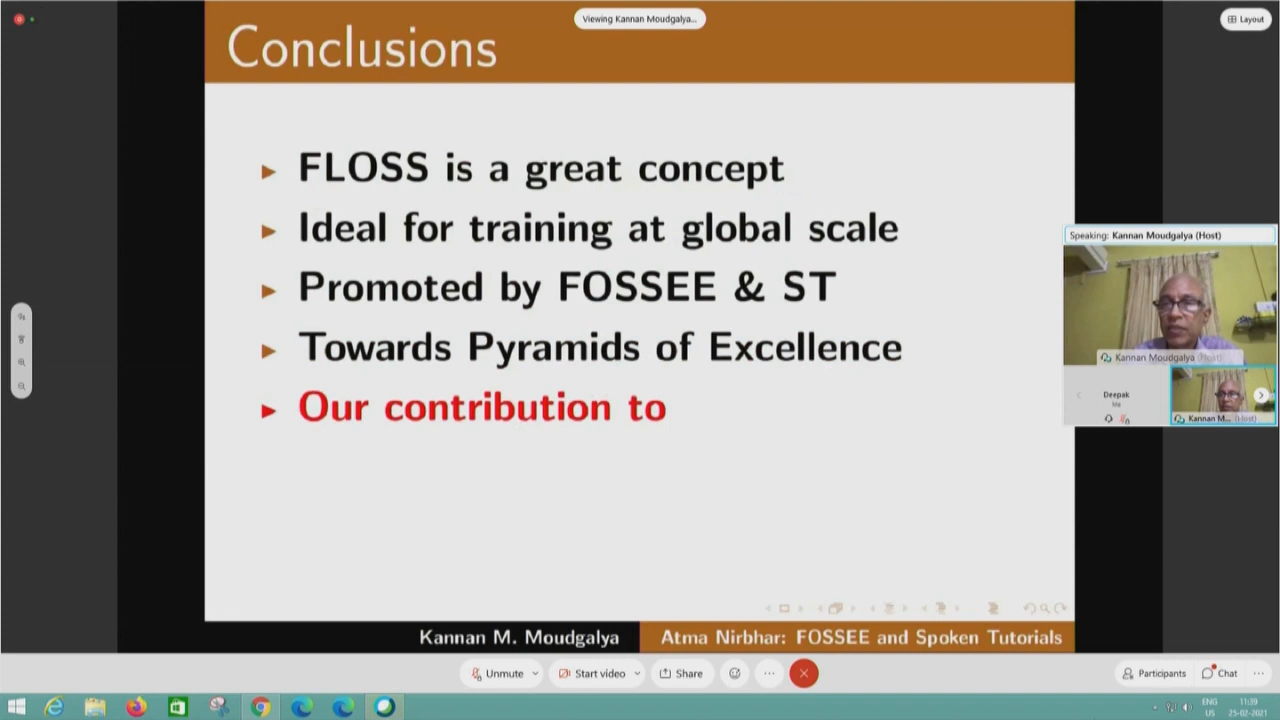 Viewing Kannan Moudgalya...
Layout
Conclusions
FLOSS is a great concept
Ideal for training at global scale
Promoted by FOSSEE & ST
Towards Pyramids of Excellence
Our contribution to
Speaking: Kannan Moudgalya (Host)
Kannan Moudgalya (Host)
Deepak
Me
Kannan M... (Host)
Kannan M. Moudgalya
Atma Nirbhar: FOSSEE and Spoken Tutorials
Unmute
Start video
Share
Participants
Chat
ENG
US
11:39
25-02-2021